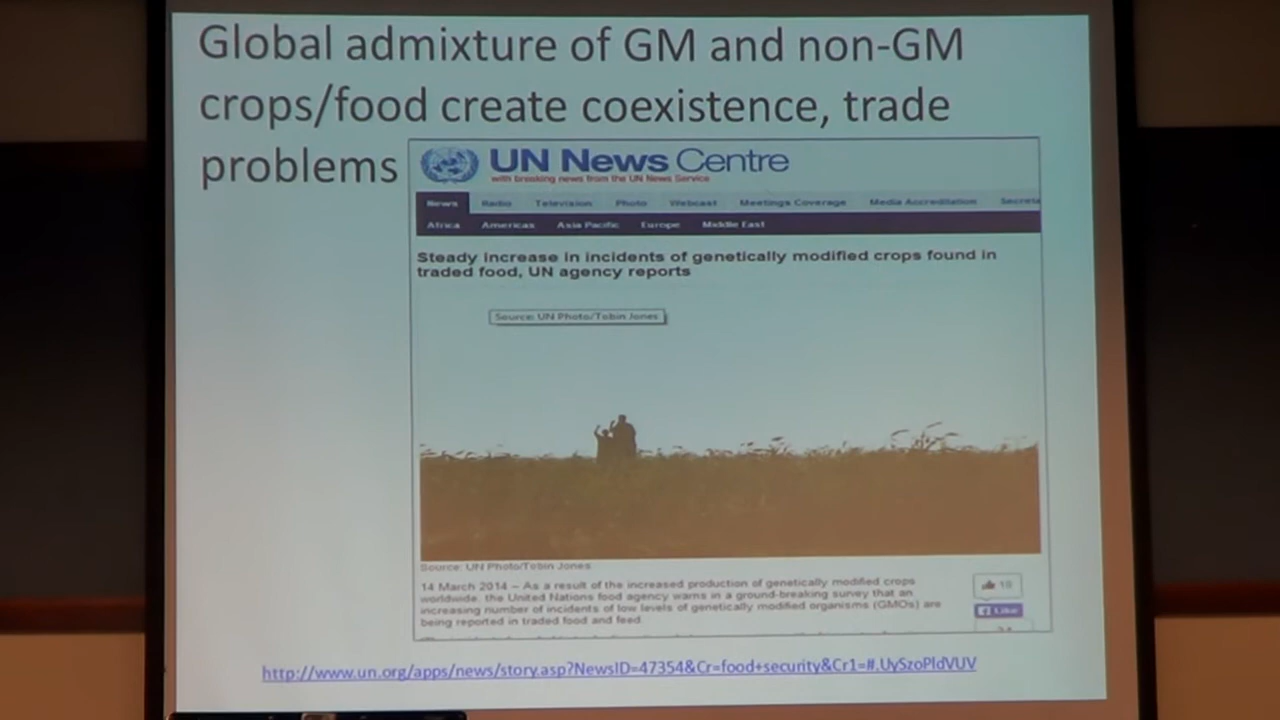 Global admixture of GM and non-GM
crops/food create coexistence, trade
problems
UN News Centre
with breaking news from the UN News Service
News Radio Television Photo Webcast Meetings Coverage Media Accreditation Secreta
Africa Americas Asia Pacific Europe Middle East
Steady increase in incidents of genetically modified crops found in
traded food, UN agency reports
Source: UN Photo/Tobin Jones
Source: UN Photo/Tobin Jones
14 March 2014 – As a result of the increased production of genetically modified crops
worldwide, the United Nations food agency warns in a ground-breaking survey that an
increasing number of incidents of low levels of genetically modified organisms (GMOs) are
being reported in traded food and feed.
Like
http://www.un.org/apps/news/story.asp?NewsID=47354&Cr=food+security&Cr1=#.UySzoPldVUV